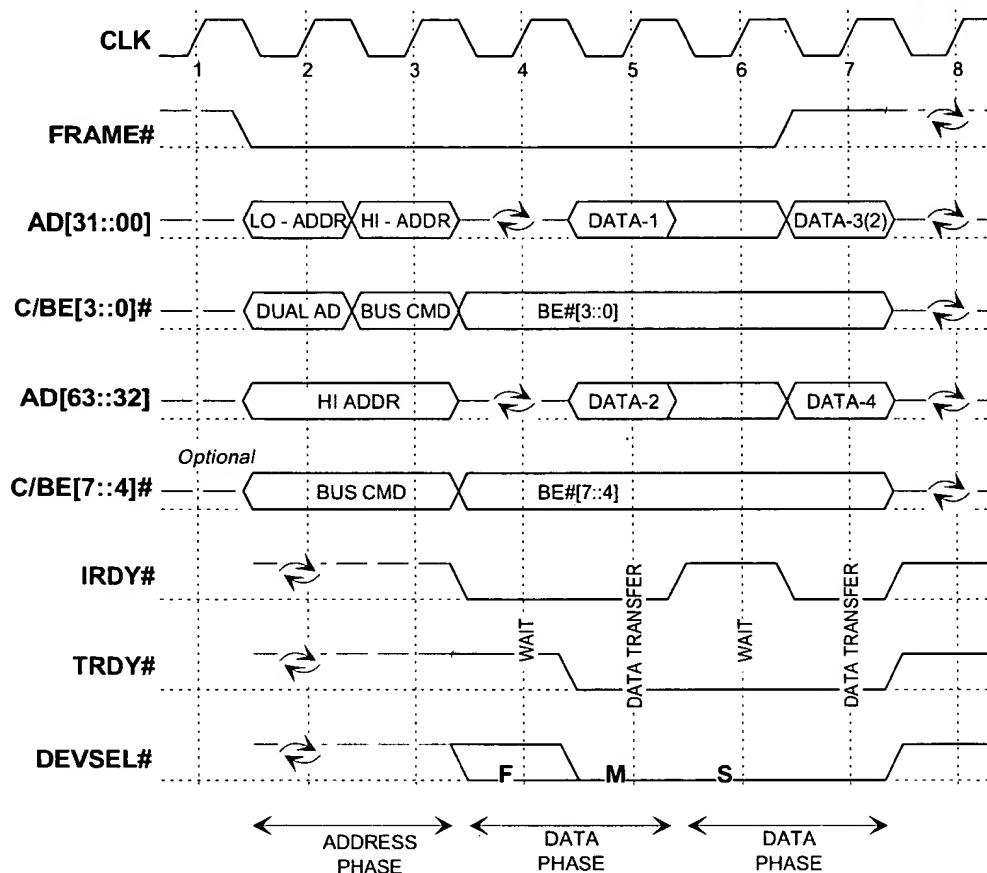 CLK
1 2 3 4 5 6 7 8
FRAME#
AD[31::00]
LO - ADDR HI - ADDR DATA-1 DATA-3(2)
C/BE[3::0]#
DUAL AD BUS CMD BE#[3::0]
AD[63::32]
HI ADDR DATA-2 DATA-4
Optional
C/BE[7::4]#
BUS CMD BE#[7::4]
IRDY#
WAIT
DATA TRANSFER
WAIT
DATA TRANSFER
TRDY#
DEVSEL#
F M S
ADDRESS
PHASE
DATA
PHASE
DATA
PHASE